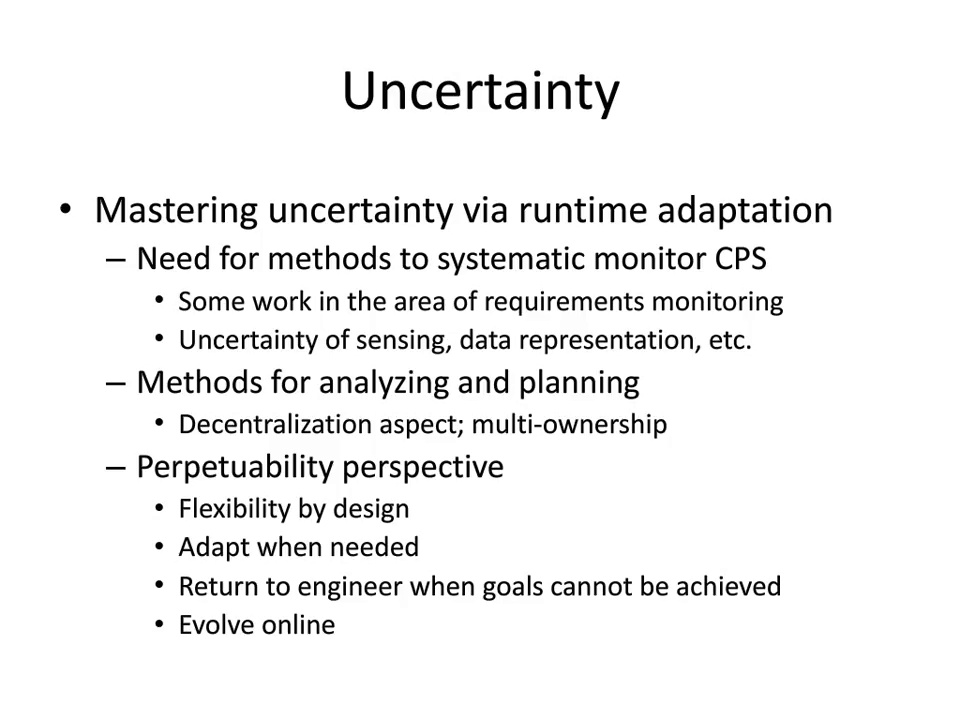 Uncertainty
• Mastering uncertainty via runtime adaptation
– Need for methods to systematic monitor CPS
• Some work in the area of requirements monitoring
• Uncertainty of sensing, data representation, etc.
– Methods for analyzing and planning
• Decentralization aspect; multi-ownership
– Perpetuability perspective
• Flexibility by design
• Adapt when needed
• Return to engineer when goals cannot be achieved
• Evolve online